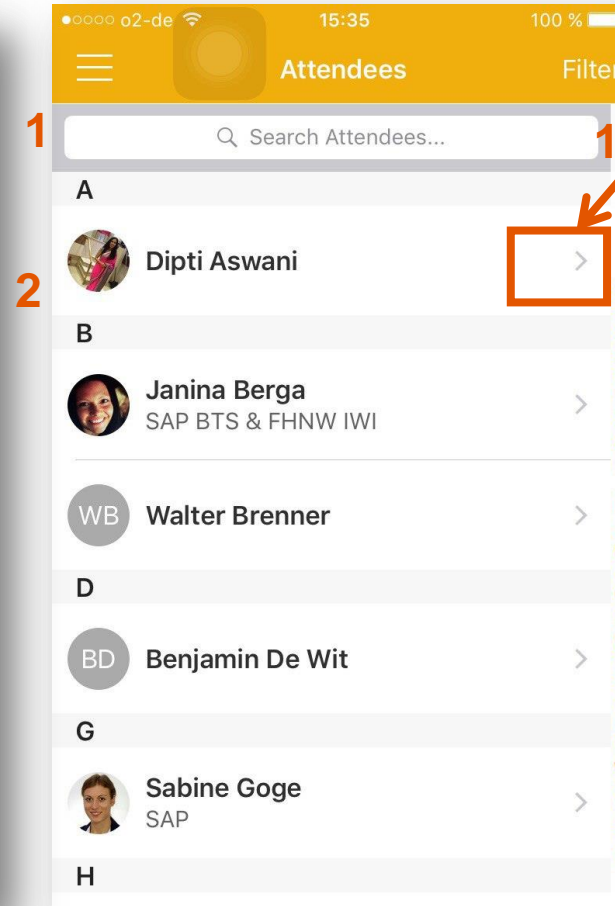 o2-de 15:35 100 %
Attendees Filter
1
Search Attendees...
1
A
Dipti Aswani
2
B
Janina Berga
SAP BTS & FHNW IWI
WB Walter Brenner
D
BD Benjamin De Wit
G
Sabine Goge
SAP
H